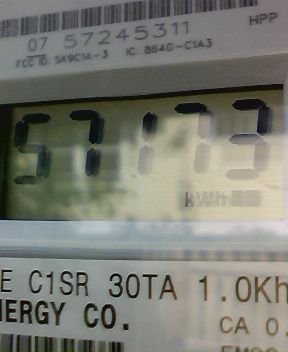 HPP
07 57245311
FCC ID: SK9C1A-3 IC: 864G-C1A3
57173
kWh
E C1SR 30TA 1.0Kh
NERGY CO.
CA 0.